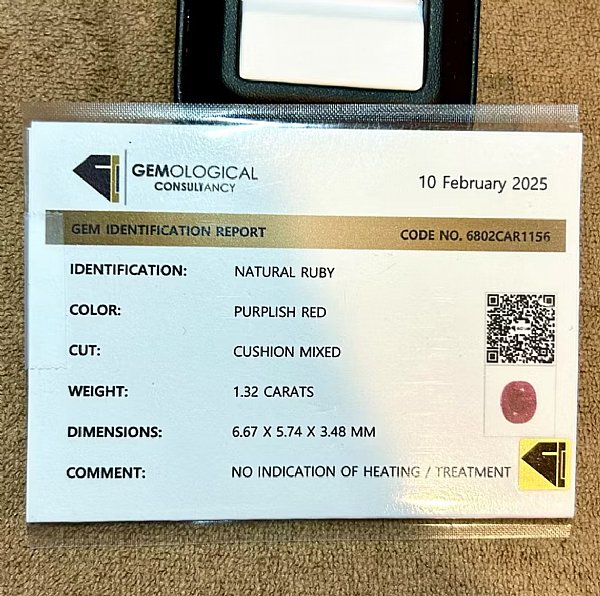 GEMOLOGICAL
CONSULTANCY
10 February 2025
GEM IDENTIFICATION REPORT CODE NO. 6802CAR1156
IDENTIFICATION: NATURAL RUBY
COLOR: PURPLISH RED
CUT: CUSHION MIXED
WEIGHT: 1.32 CARATS
DIMENSIONS: 6.67 X 5.74 X 3.48 MM
COMMENT: NO INDICATION OF HEATING / TREATMENT